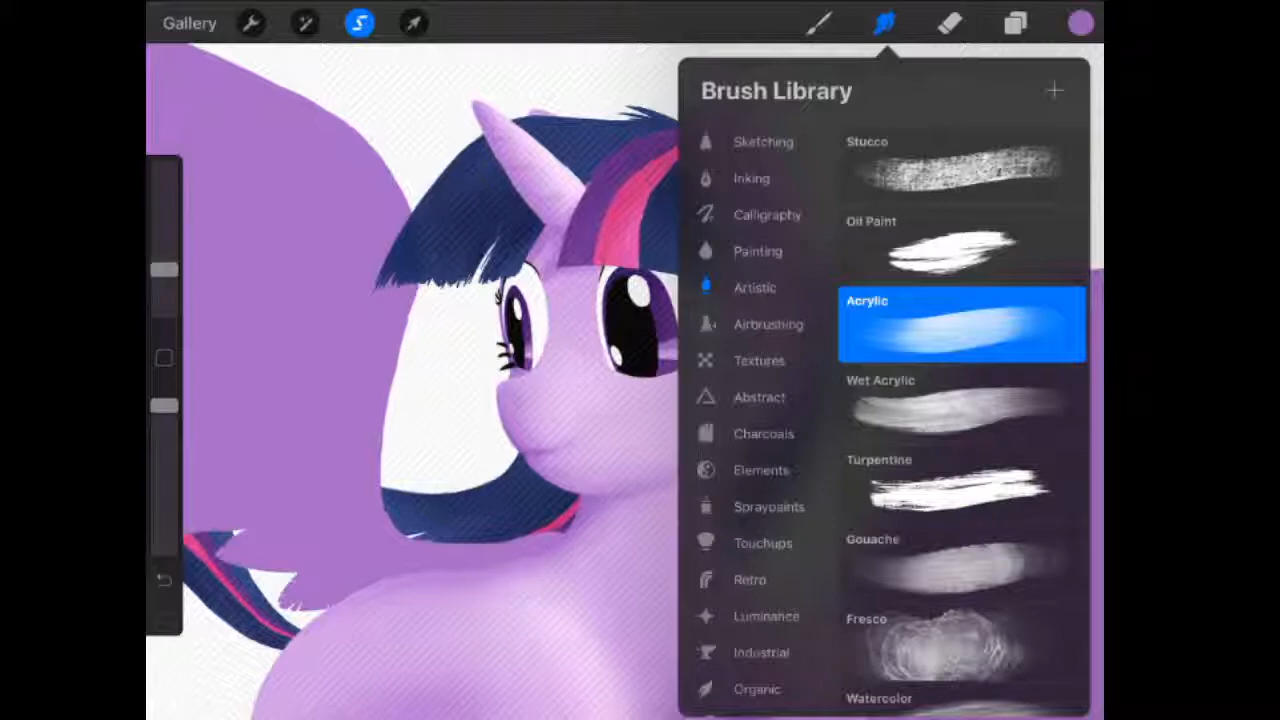 Gallery
Brush Library
Sketching
Inking
Calligraphy
Painting
Artistic
Airbrushing
Textures
Abstract
Charcoals
Elements
Spraypaints
Touchups
Retro
Luminance
Industrial
Organic
Stucco
Oil Paint
Acrylic
Wet Acrylic
Turpentine
Gouache
Fresco
Watercolor